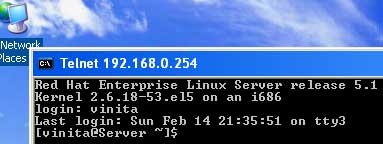 Network
Places
C:\ Telnet 192.168.0.254
Red Hat Enterprise Linux Server release 5.1
Kernel 2.6.18-53.el5 on an i686
login: vinita
Last login: Sun Feb 14 21:35:51 on tty3
[vinita@Server ~]$